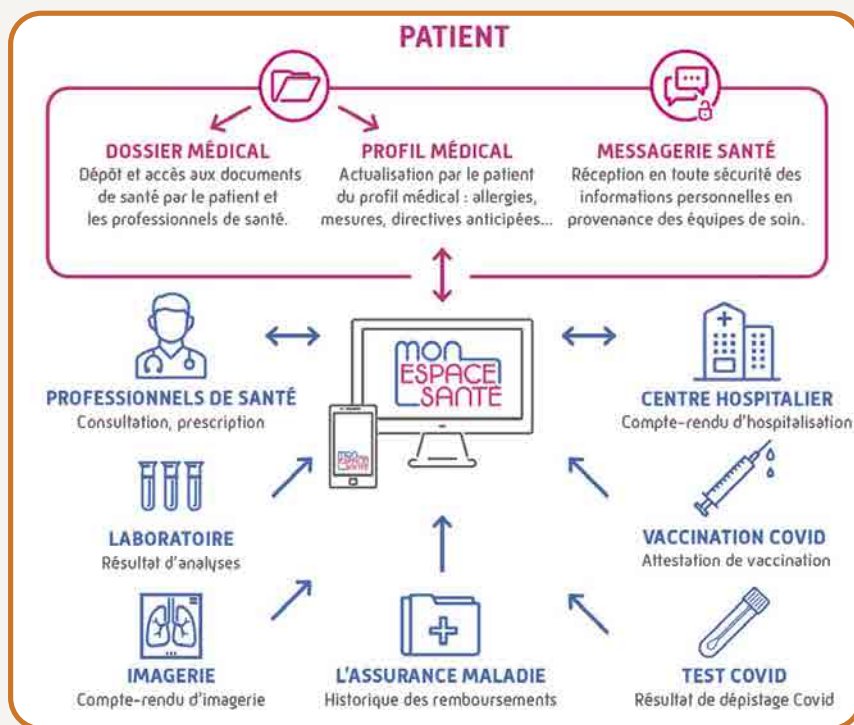 PATIENT
DOSSIER MÉDICAL
Dépôt et accès aux documents
de santé par le patient et
les professionnels de santé.
PROFIL MÉDICAL
Actualisation par le patient
du profil médical : allergies,
mesures, directives anticipées...
MESSAGERIE SANTÉ
Réception en toute sécurité des
informations personnelles en
provenance des équipes de soin.
MON
ESPACE
SANTÉ
MON
ESPACE
SANTÉ
PROFESSIONNELS DE SANTÉ
Consultation, prescription
CENTRE HOSPITALIER
Compte-rendu d'hospitalisation
LABORATOIRE
Résultat d'analyses
VACCINATION COVID
Attestation de vaccination
IMAGERIE
Compte-rendu d'imagerie
L'ASSURANCE MALADIE
Historique des remboursements
TEST COVID
Résultat de dépistage Covid